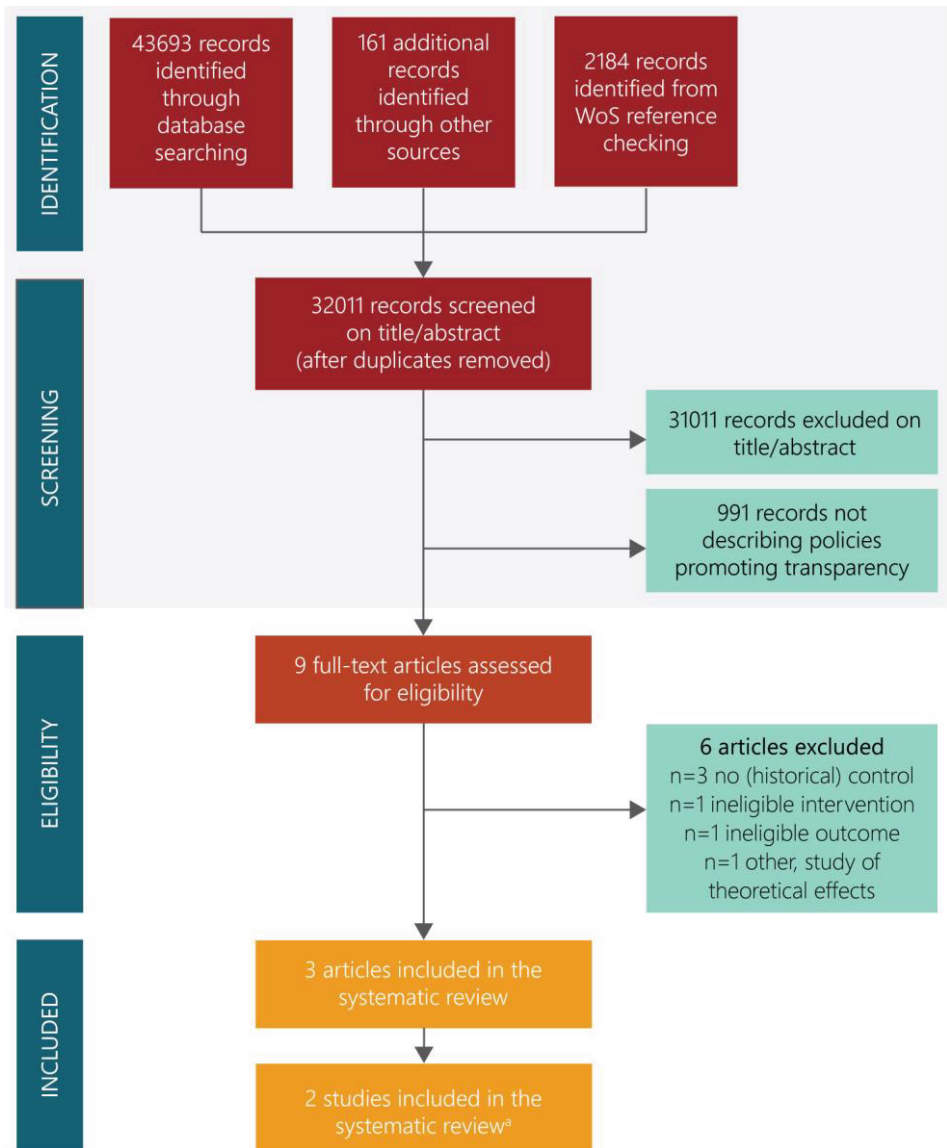 IDENTIFICATION
43693 records
identified
through
database
searching
161 additional
records
identified
through other
sources
2184 records
identified from
WoS reference
checking
SCREENING
32011 records screened
on title/abstract
(after duplicates removed)
31011 records excluded on
title/abstract
991 records not
describing policies
promoting transparency
ELIGIBILITY
9 full-text articles assessed
for eligibility
6 articles excluded
n=3 no (historical) control
n=1 ineligible intervention
n=1 ineligible outcome
n=1 other, study of
theoretical effects
INCLUDED
3 articles included in the
systematic review
2 studies included in the
systematic reviewª